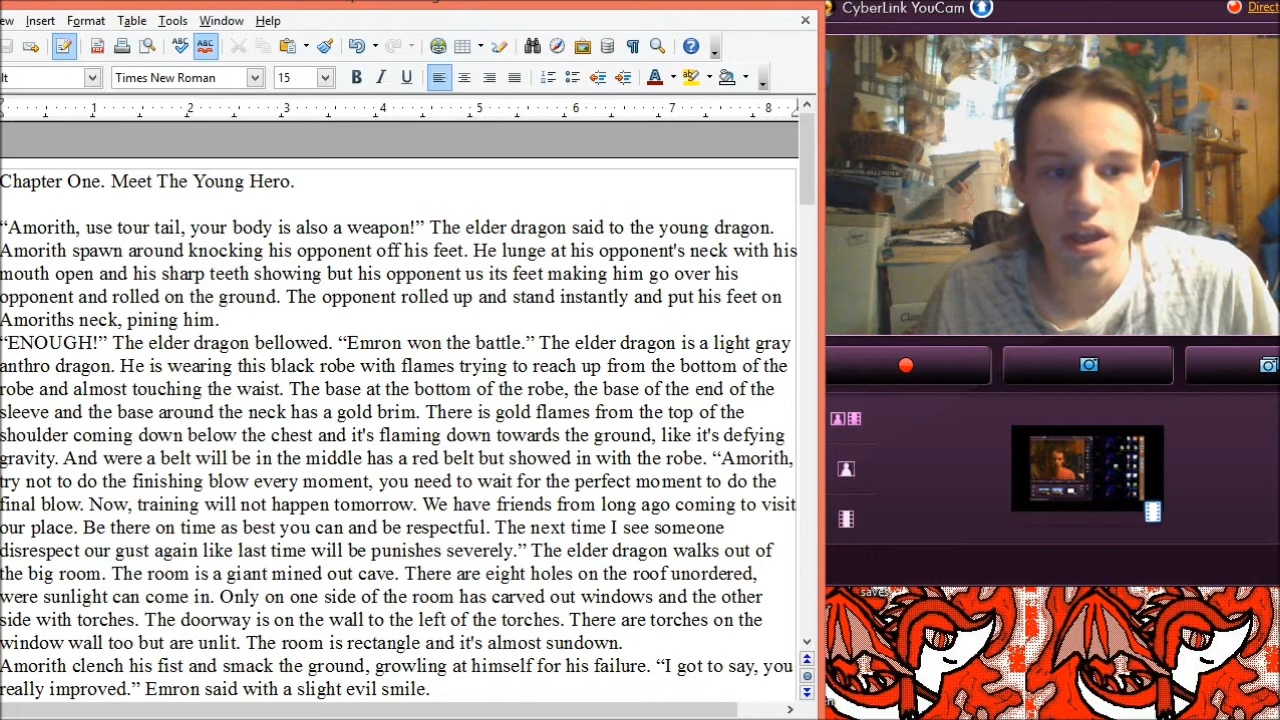 ew Insert Format Table Tools Window Help
CyberLink YouCam
Direct
lt Times New Roman 15
1 2 3 4 5 6 7 8
Chapter One. Meet The Young Hero.
“Amorith, use tour tail, your body is also a weapon!” The elder dragon said to the young dragon.
Amorith spawn around knocking his opponent off his feet. He lunge at his opponent's neck with his
mouth open and his sharp teeth showing but his opponent us its feet making him go over his
opponent and rolled on the ground. The opponent rolled up and stand instantly and put his feet on
Amoriths neck, pining him.
“ENOUGH!” The elder dragon bellowed. “Emron won the battle.” The elder dragon is a light gray
anthro dragon. He is wearing this black robe with flames trying to reach up from the bottom of the
robe and almost touching the waist. The base at the bottom of the robe, the base of the end of the
sleeve and the base around the neck has a gold brim. There is gold flames from the top of the
shoulder coming down below the chest and it's flaming down towards the ground, like it's defying
gravity. And were a belt will be in the middle has a red belt but showed in with the robe. “Amorith,
try not to do the finishing blow every moment, you need to wait for the perfect moment to do the
final blow. Now, training will not happen tomorrow. We have friends from long ago coming to visit
our place. Be there on time as best you can and be respectful. The next time I see someone
disrespect our gust again like last time will be punishes severely.” The elder dragon walks out of
the big room. The room is a giant mined out cave. There are eight holes on the roof unordered,
were sunlight can come in. Only on one side of the room has carved out windows and the other
side with torches. The doorway is on the wall to the left of the torches. There are torches on the
window wall too but are unlit. The room is rectangle and it's almost sundown.
Amorith clench his fist and smack the ground, growling at himself for his failure. “I got to say, you
really improved.” Emron said with a slight evil smile.
saves